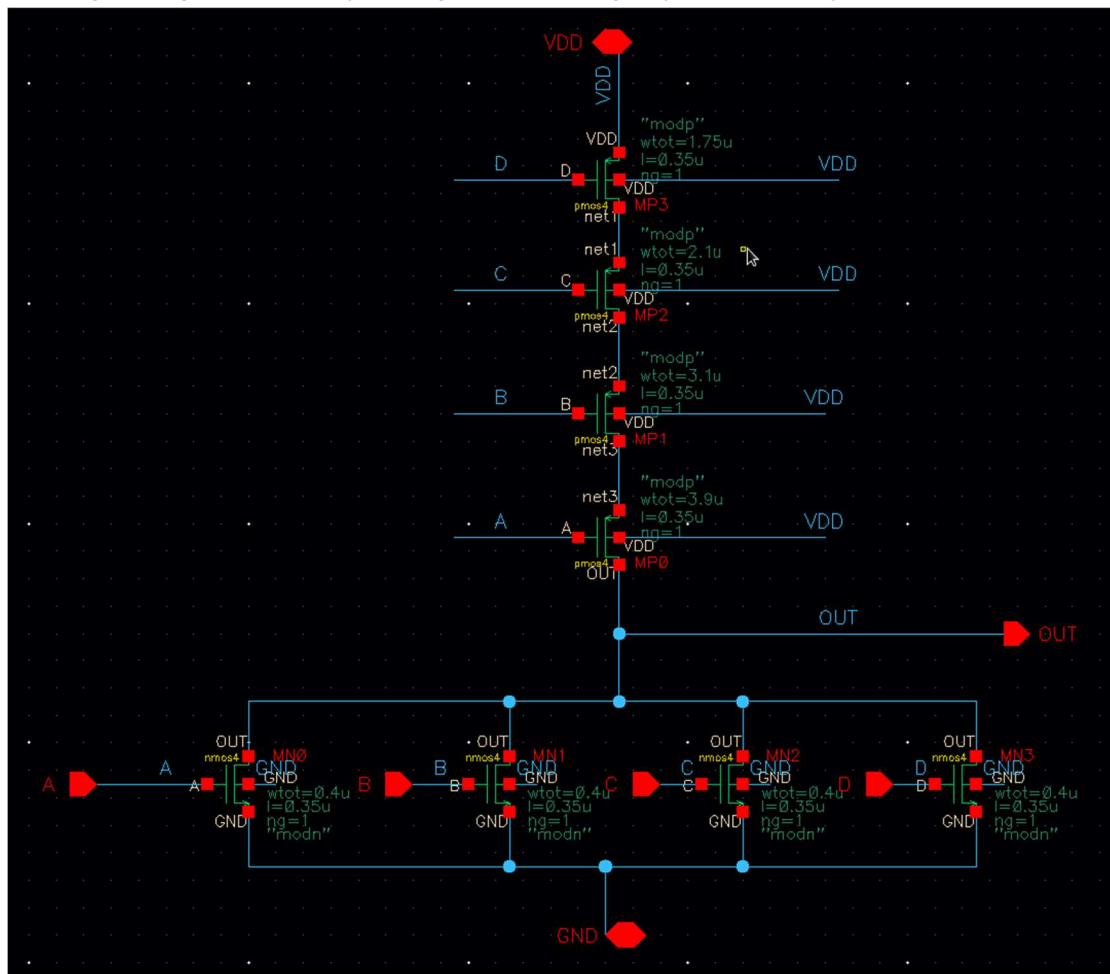 VDD
VDD
"modp"
VDD wtot=1.75u
D D l=0.35u VDD
ng=1
VDD
pmos4 MP3
net1
"modp"
net1 wtot=2.1u
C C l=0.35u VDD
ng=1
VDD
pmos4 MP2
net2
"modp"
net2 wtot=3.1u
B B l=0.35u VDD
ng=1
VDD
pmos4 MP1
net3
"modp"
net3 wtot=3.9u
A A l=0.35u VDD
ng=1
VDD
pmos4 MP0
OUT
OUT OUT
OUT OUT OUT OUT
nmos4 MN0 nmos4 MN1 nmos4 MN2 nmos4 MN3
A GND B GND C GND D GND
A A GND B B GND C C GND D D GND
wtot=0.4u wtot=0.4u wtot=0.4u wtot=0.4u
l=0.35u l=0.35u l=0.35u l=0.35u
GND ng=1 GND ng=1 GND ng=1 GND ng=1
"modn" "modn" "modn" "modn"
GND